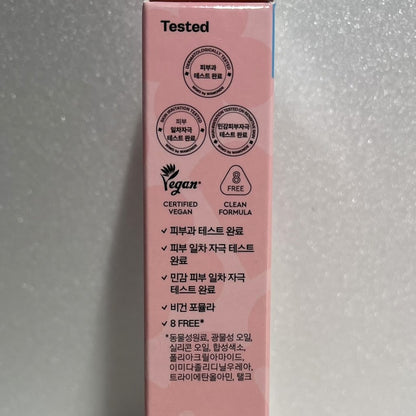 Tested
DERMATOLOGICALLY TESTED
피부과
테스트 완료
SKIN IRRITATION TESTED
피부
일차자극
테스트 완료
민감피부자극
테스트 완료
Vegan
8
FREE
CERTIFIED
VEGAN
CLEAN
FORMULA
✓ 피부과 테스트 완료
✓ 피부 일차 자극 테스트
완료
✓ 민감 피부 일차 자극
테스트 완료
✓ 비건 포뮬라
✓ 8 FREE*
*동물성원료, 광물성 오일,
실리콘 오일, 합성색소,
폴리아크릴아마이드,
이미다졸리디닐우레아,
트라이에탄올아민, 탤크